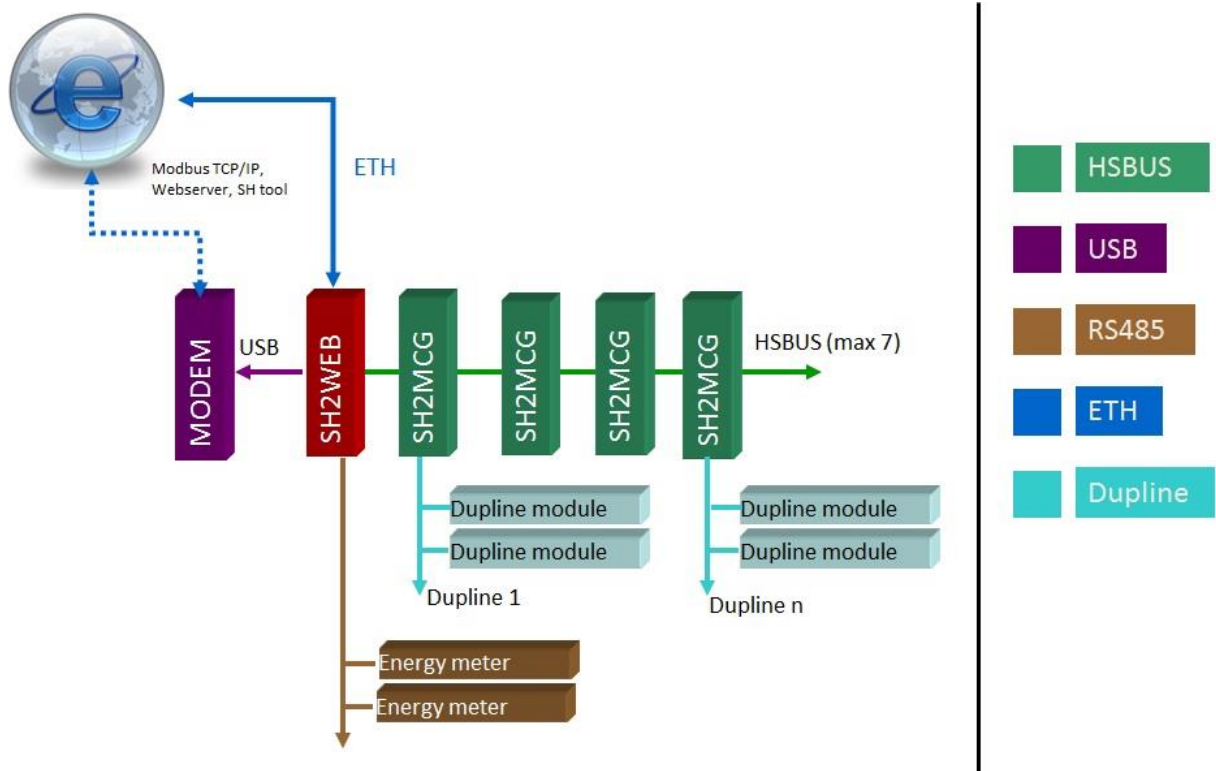 Modbus TCP/IP,
Webserver, SH tool
ETH
MODEM
USB
SH2WEB
SH2MCG
SH2MCG
SH2MCG
SH2MCG
HSBUS (max 7)
Dupline module
Dupline module
Dupline 1
Dupline module
Dupline module
Dupline n
Energy meter
Energy meter
HSBUS
USB
RS485
ETH
Dupline